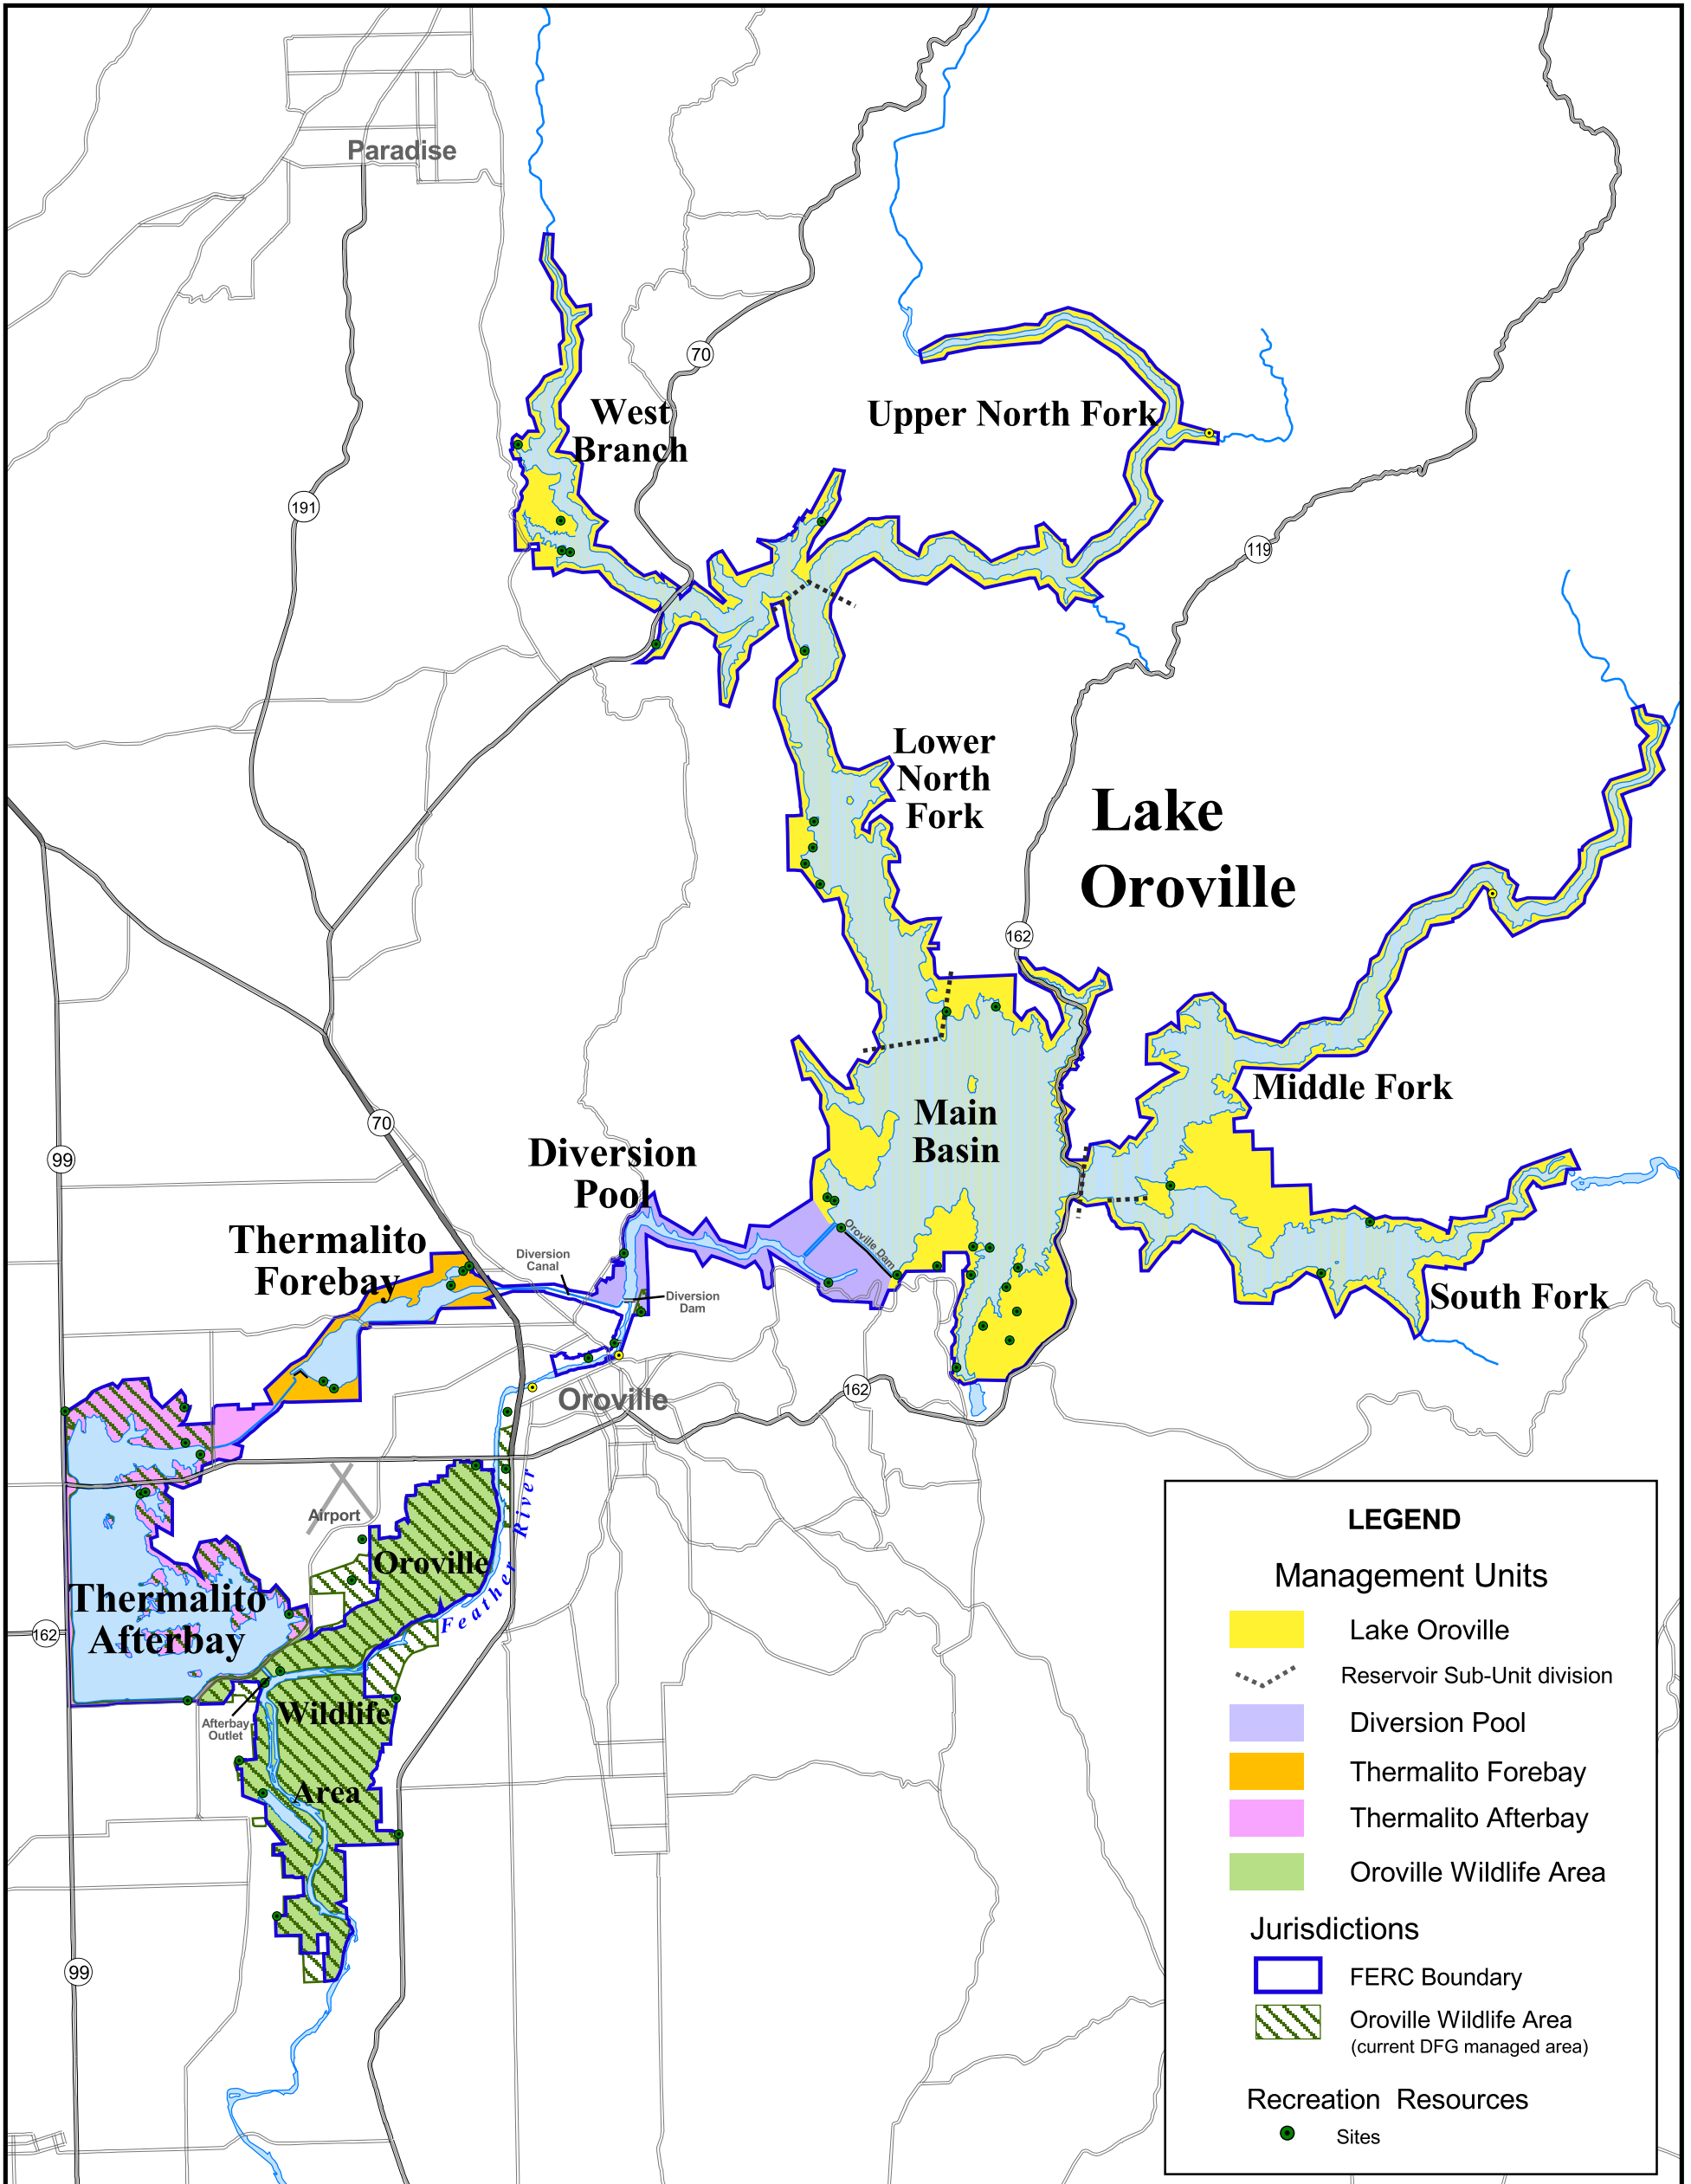 Paradise
70
West
Branch
Upper North Fork
191
119
Lower
North
Fork
Lake
Oroville
162
70
99
Middle Fork
Main
Basin
Diversion
Pool
Oroville Dam
Thermalito
Forebay
Diversion
Canal
Diversion
Dam
South Fork
Oroville
162
Airport
Feather River
Oroville
Wildlife
Area
Thermalito
Afterbay
162
Afterbay
Outlet
99
LEGEND
Management Units
Lake Oroville
Reservoir Sub-Unit division
Diversion Pool
Thermalito Forebay
Thermalito Afterbay
Oroville Wildlife Area
Jurisdictions
FERC Boundary
Oroville Wildlife Area
(current DFG managed area)
Recreation Resources
Sites